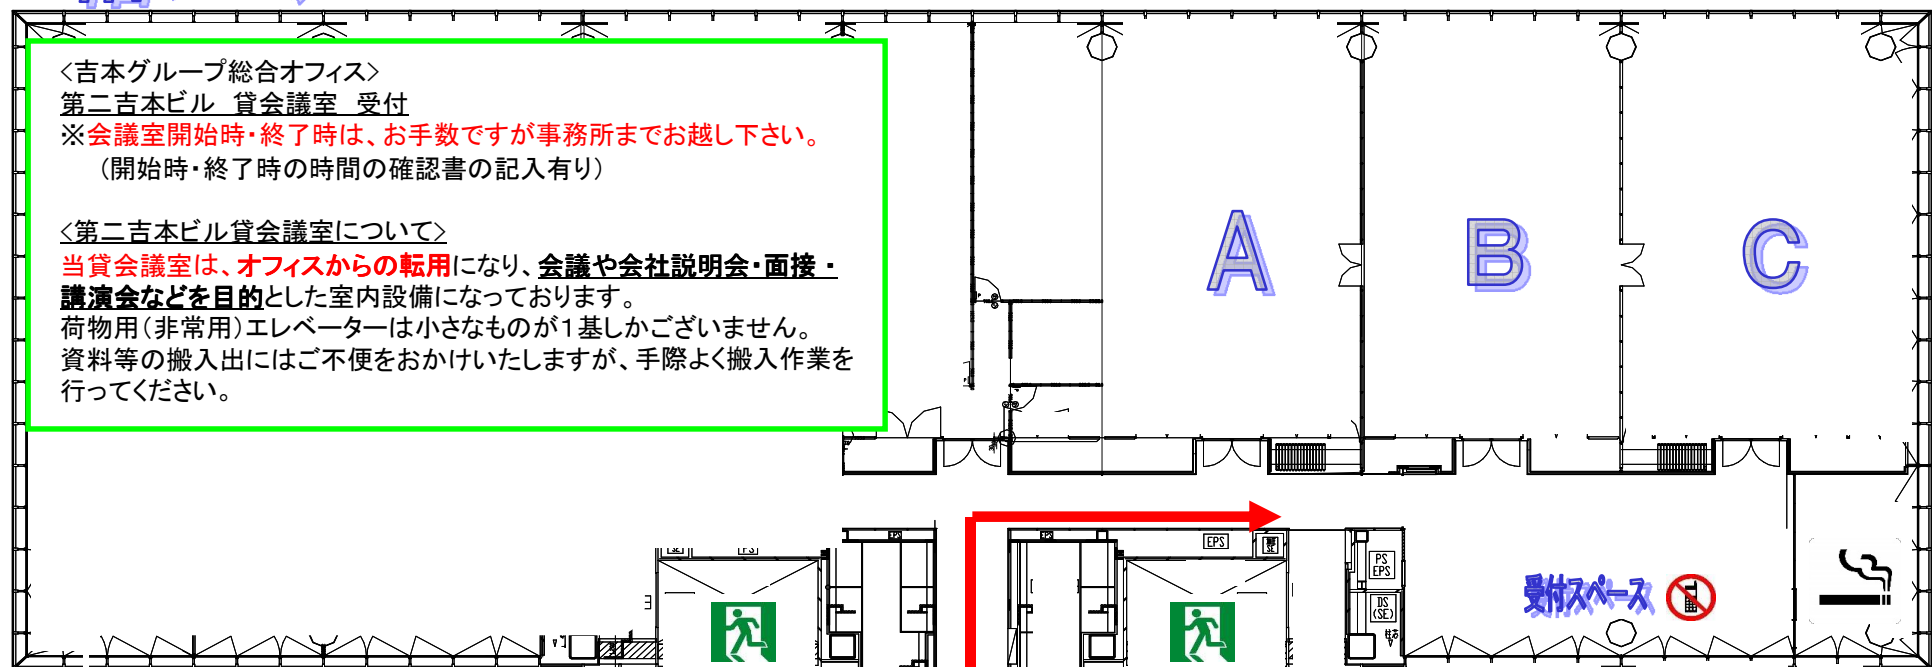 <吉本グループ総合オフィス>
第二吉本ビル 貸会議室 受付
※会議室開始時・終了時は、お手数ですが事務所までお越し下さい。
(開始時・終了時の時間の確認書の記入有り)
<第二吉本ビル貸会議室について>
当貸会議室は、オフィスからの転用になり、会議や会社説明会・面接・
講演会などを目的とした室内設備になっております。
荷物用(非常用)エレベーターは小さなものが1基しかございません。
資料等の搬入出にはご不便をおかけいたしますが、手際よく搬入作業を
行ってください。
A
B
C
EPS
EPS
PS
EPS
DS
(SE)
受付スペース